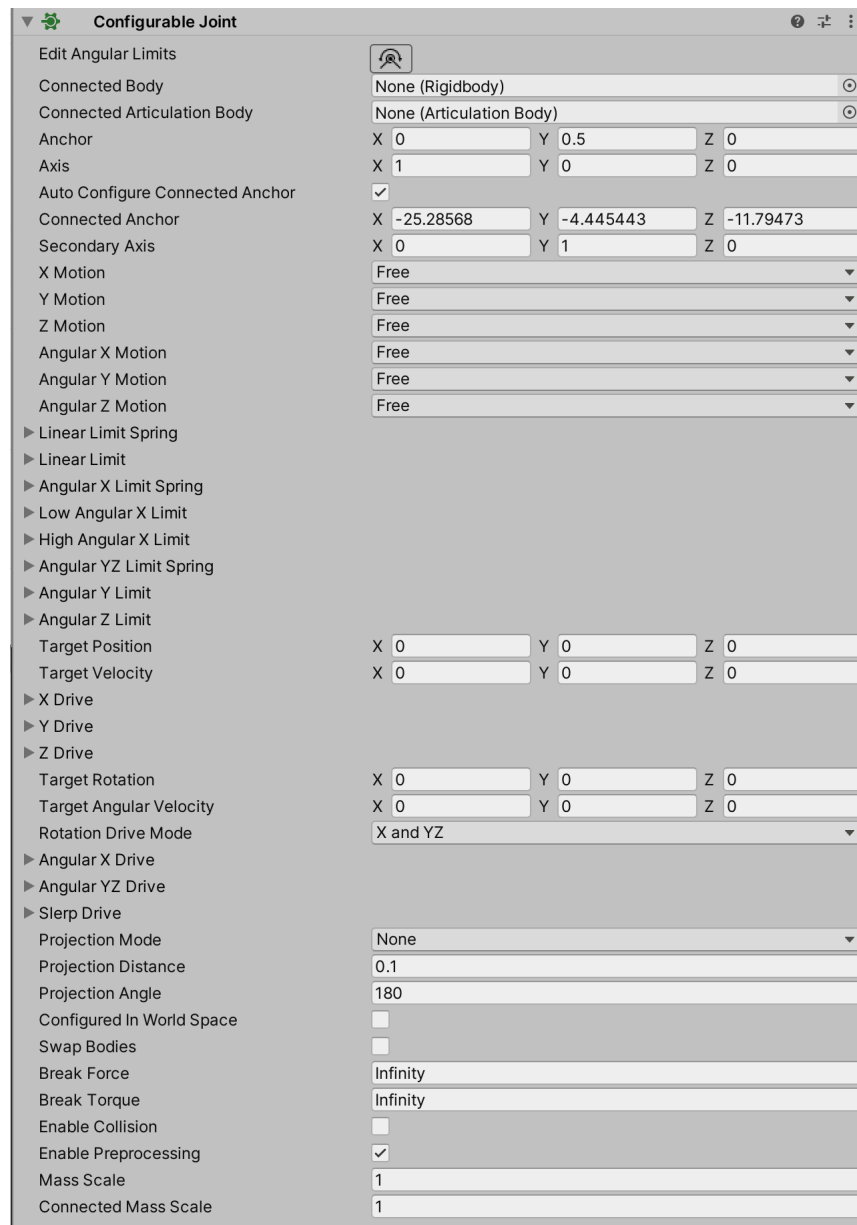 Configurable Joint
Edit Angular Limits
Connected Body None (Rigidbody)
Connected Articulation Body None (Articulation Body)
Anchor X 0 Y 0.5 Z 0
Axis X 1 Y 0 Z 0
Auto Configure Connected Anchor
Connected Anchor X -25.28568 Y -4.445443 Z -11.79473
Secondary Axis X 0 Y 1 Z 0
X Motion Free
Y Motion Free
Z Motion Free
Angular X Motion Free
Angular Y Motion Free
Angular Z Motion Free
Linear Limit Spring
Linear Limit
Angular X Limit Spring
Low Angular X Limit
High Angular X Limit
Angular YZ Limit Spring
Angular Y Limit
Angular Z Limit
Target Position X 0 Y 0 Z 0
Target Velocity X 0 Y 0 Z 0
X Drive
Y Drive
Z Drive
Target Rotation X 0 Y 0 Z 0
Target Angular Velocity X 0 Y 0 Z 0
Rotation Drive Mode X and YZ
Angular X Drive
Angular YZ Drive
Slerp Drive
Projection Mode None
Projection Distance 0.1
Projection Angle 180
Configured In World Space
Swap Bodies
Break Force Infinity
Break Torque Infinity
Enable Collision
Enable Preprocessing
Mass Scale 1
Connected Mass Scale 1